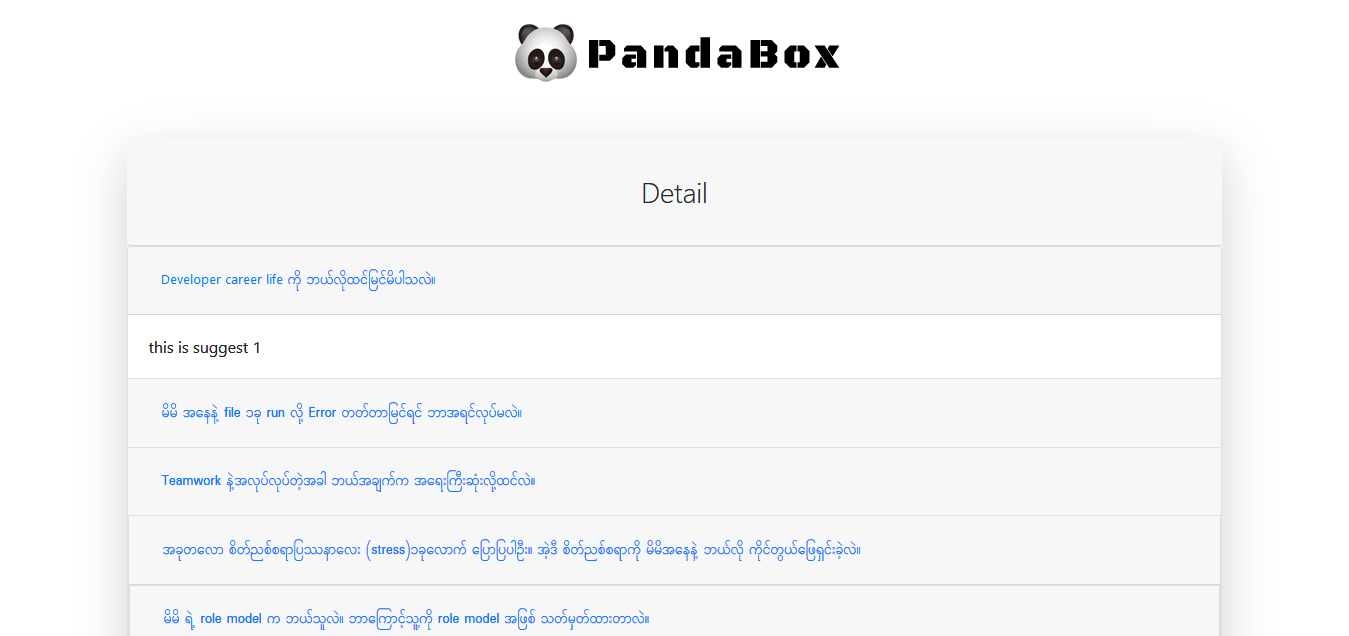 PandaBox
Detail
Developer career life ကို ဘယ်လိုထင်မြင်မိပါသလဲ။
this is suggest 1
မိမိ အနေနဲ့ file ၁ခု run လို့ Error တတ်တာမြင်ရင် ဘာအရင်လုပ်မလဲ။
Teamwork နဲ့အလုပ်လုပ်တဲ့အခါ ဘယ်အချက်က အရေးကြီးဆုံးလို့ထင်လဲ။
အခုတလော စိတ်ညစ်စရာပြဿနာလေး (stress)၁ခုလောက် ပြောပြပါဦး။ အဲ့ဒီ စိတ်ညစ်စရာကို မိမိအနေနဲ့ ဘယ်လို ကိုင်တွယ်ဖြေရှင်းခဲ့လဲ။
မိမိ ရဲ့ role model က ဘယ်သူလဲ။ ဘာကြောင့်သူ့ကို role model အဖြစ် သတ်မှတ်ထားတာလဲ။